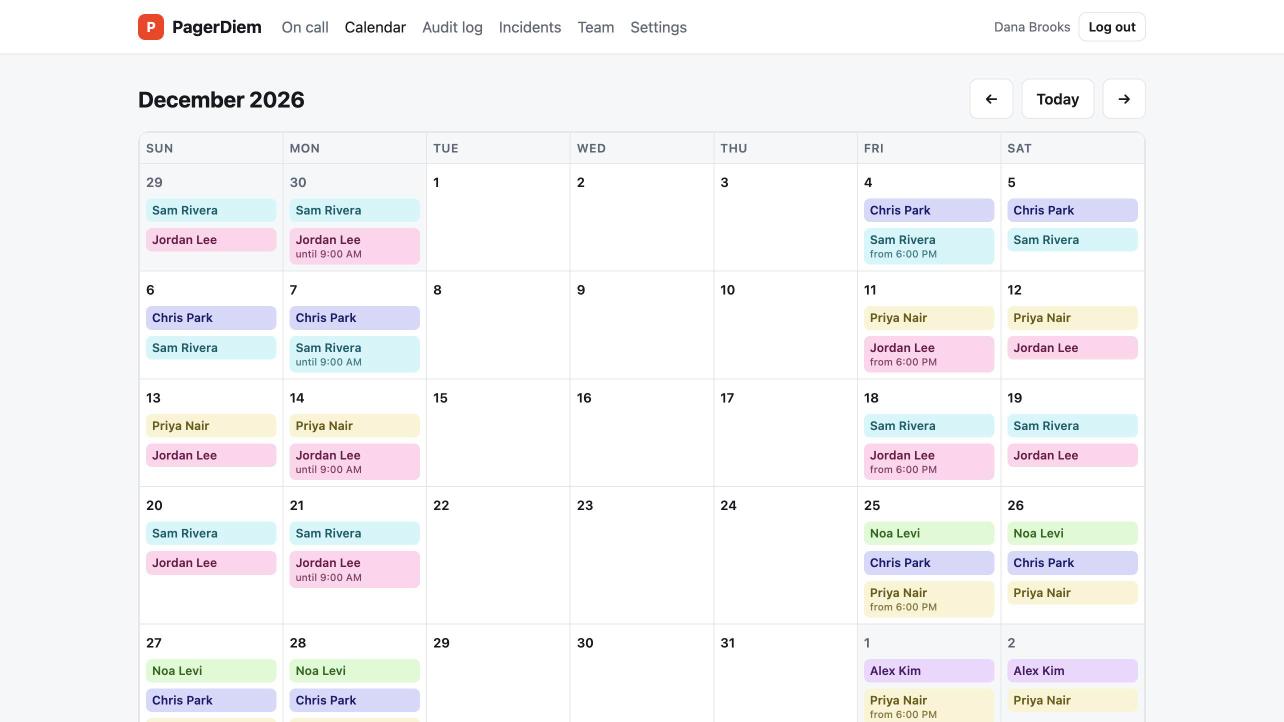 P PagerDiem On call Calendar Audit log Incidents Team Settings Dana Brooks Log out
December 2026 ← Today →
SUN MON TUE WED THU FRI SAT
29 30 1 2 3 4 5
Sam Rivera Sam Rivera Chris Park Chris Park
Jordan Lee Jordan Lee Sam Rivera Sam Rivera
until 9:00 AM from 6:00 PM
6 7 8 9 10 11 12
Chris Park Chris Park Priya Nair Priya Nair
Sam Rivera Sam Rivera Jordan Lee Jordan Lee
until 9:00 AM from 6:00 PM
13 14 15 16 17 18 19
Priya Nair Priya Nair Sam Rivera Sam Rivera
Jordan Lee Jordan Lee Jordan Lee Jordan Lee
until 9:00 AM from 6:00 PM
20 21 22 23 24 25 26
Sam Rivera Sam Rivera Noa Levi Noa Levi
Jordan Lee Jordan Lee Chris Park Chris Park
until 9:00 AM
Priya Nair Priya Nair
from 6:00 PM
27 28 29 30 31 1 2
Noa Levi Noa Levi Alex Kim Alex Kim
Chris Park Chris Park Priya Nair Priya Nair
from 6:00 PM